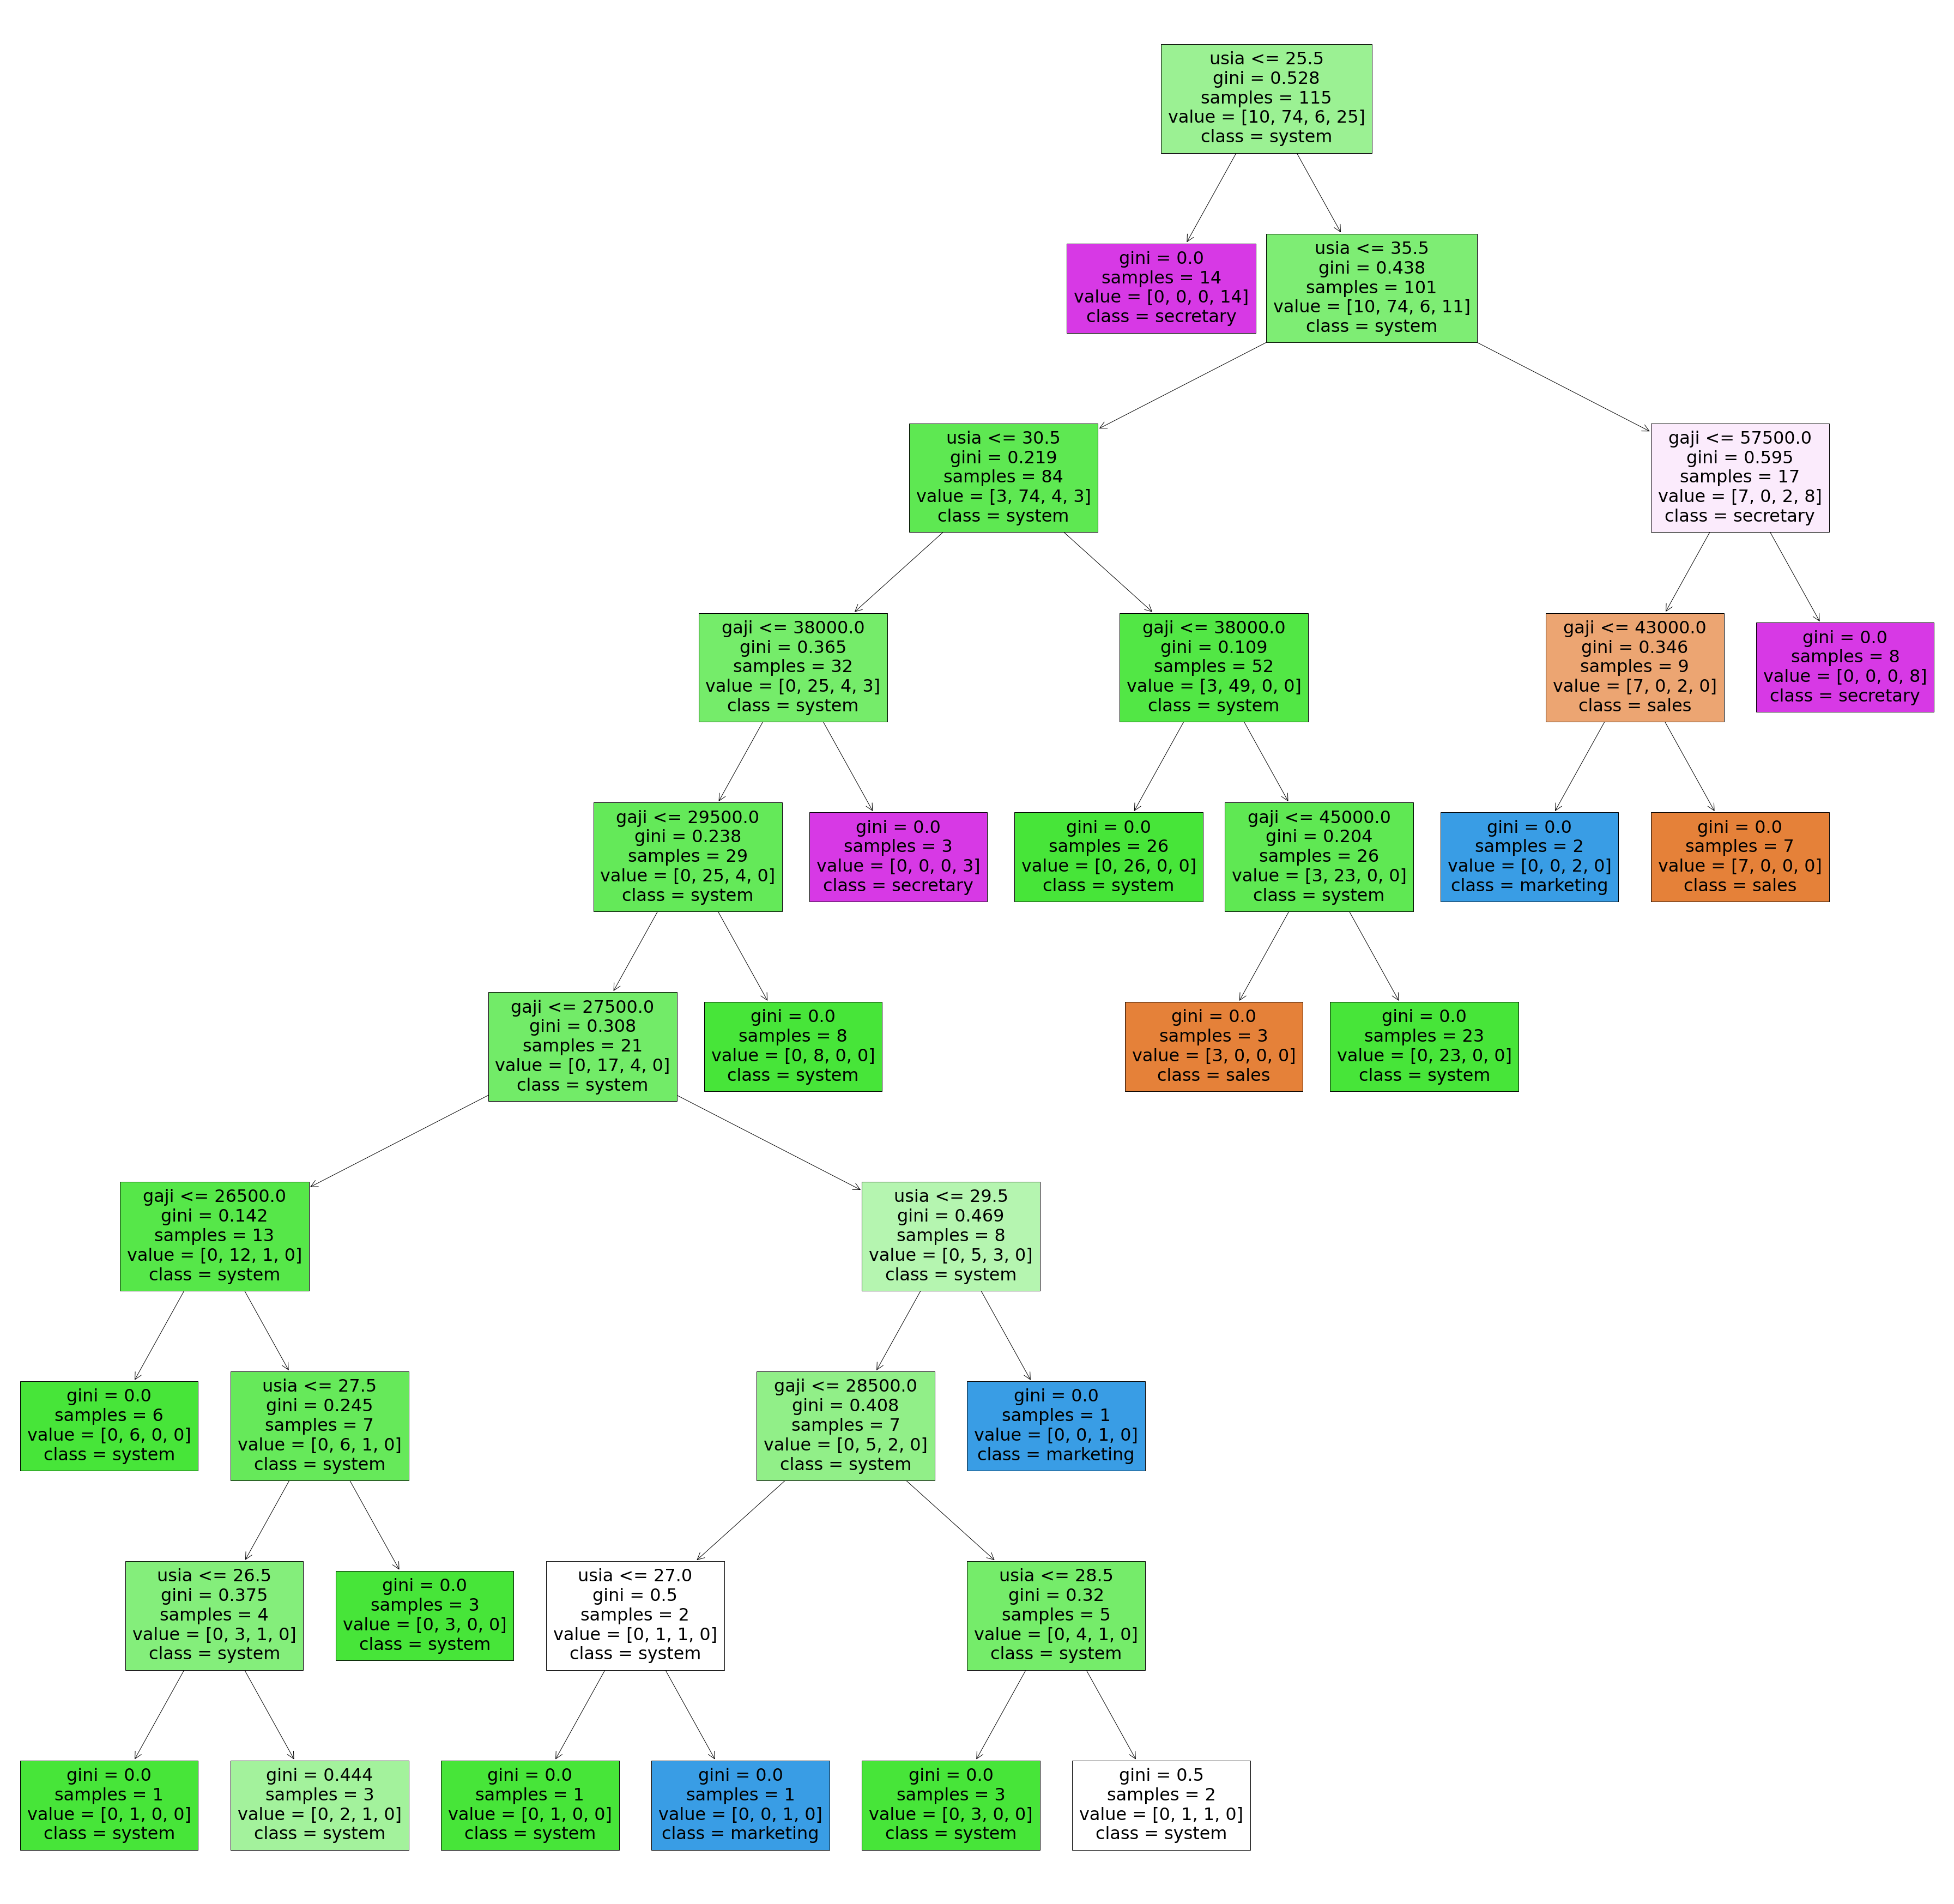 usia <= 25.5
gini = 0.528
samples = 115
value = [10, 74, 6, 25]
class = system
gini = 0.0
samples = 14
value = [0, 0, 0, 14]
class = secretary
usia <= 35.5
gini = 0.438
samples = 101
value = [10, 74, 6, 11]
class = system
usia <= 30.5
gini = 0.219
samples = 84
value = [3, 74, 4, 3]
class = system
gaji <= 57500.0
gini = 0.595
samples = 17
value = [7, 0, 2, 8]
class = secretary
gaji <= 38000.0
gini = 0.365
samples = 32
value = [0, 25, 4, 3]
class = system
gaji <= 38000.0
gini = 0.109
samples = 52
value = [3, 49, 0, 0]
class = system
gaji <= 43000.0
gini = 0.346
samples = 9
value = [7, 0, 2, 0]
class = sales
gini = 0.0
samples = 8
value = [0, 0, 0, 8]
class = secretary
gaji <= 29500.0
gini = 0.238
samples = 29
value = [0, 25, 4, 0]
class = system
gini = 0.0
samples = 3
value = [0, 0, 0, 3]
class = secretary
gini = 0.0
samples = 26
value = [0, 26, 0, 0]
class = system
gaji <= 45000.0
gini = 0.204
samples = 26
value = [3, 23, 0, 0]
class = system
gini = 0.0
samples = 2
value = [0, 0, 2, 0]
class = marketing
gini = 0.0
samples = 7
value = [7, 0, 0, 0]
class = sales
gaji <= 27500.0
gini = 0.308
samples = 21
value = [0, 17, 4, 0]
class = system
gini = 0.0
samples = 8
value = [0, 8, 0, 0]
class = system
gini = 0.0
samples = 3
value = [3, 0, 0, 0]
class = sales
gini = 0.0
samples = 23
value = [0, 23, 0, 0]
class = system
gaji <= 26500.0
gini = 0.142
samples = 13
value = [0, 12, 1, 0]
class = system
usia <= 29.5
gini = 0.469
samples = 8
value = [0, 5, 3, 0]
class = system
gini = 0.0
samples = 6
value = [0, 6, 0, 0]
class = system
usia <= 27.5
gini = 0.245
samples = 7
value = [0, 6, 1, 0]
class = system
gaji <= 28500.0
gini = 0.408
samples = 7
value = [0, 5, 2, 0]
class = system
gini = 0.0
samples = 1
value = [0, 0, 1, 0]
class = marketing
usia <= 26.5
gini = 0.375
samples = 4
value = [0, 3, 1, 0]
class = system
gini = 0.0
samples = 3
value = [0, 3, 0, 0]
class = system
usia <= 27.0
gini = 0.5
samples = 2
value = [0, 1, 1, 0]
class = system
usia <= 28.5
gini = 0.32
samples = 5
value = [0, 4, 1, 0]
class = system
gini = 0.0
samples = 1
value = [0, 1, 0, 0]
class = system
gini = 0.444
samples = 3
value = [0, 2, 1, 0]
class = system
gini = 0.0
samples = 1
value = [0, 1, 0, 0]
class = system
gini = 0.0
samples = 1
value = [0, 0, 1, 0]
class = marketing
gini = 0.0
samples = 3
value = [0, 3, 0, 0]
class = system
gini = 0.5
samples = 2
value = [0, 1, 1, 0]
class = system